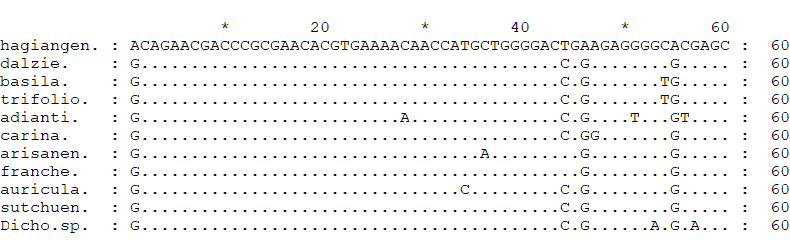 * 20 * 40 * 60
hagiangen. : ACAGAACGACCCGCGAACACGTGAAAACAACCATGCTGGGGACTGAAGAGGGGCACGAGC : 60
dalzie. : G..........................................C.G........G..... : 60
basila. : G..........................................C.G.......TG..... : 60
trifolio. : G..........................................C.G.......TG..... : 60
adianti. : G..........................A...............C.G....T...GT.... : 60
carina. : G..........................................C.GG.......G..... : 60
arisanen. : G..................................A.........G........G..... : 60
franche. : G............................................G........G..... : 60
auricula. : G................................C.........C.G........G..... : 60
sutchuen. : G..........................................C.G........G..... : 60
Dicho.sp. : G..........................................C.G......A.G.A... : 60